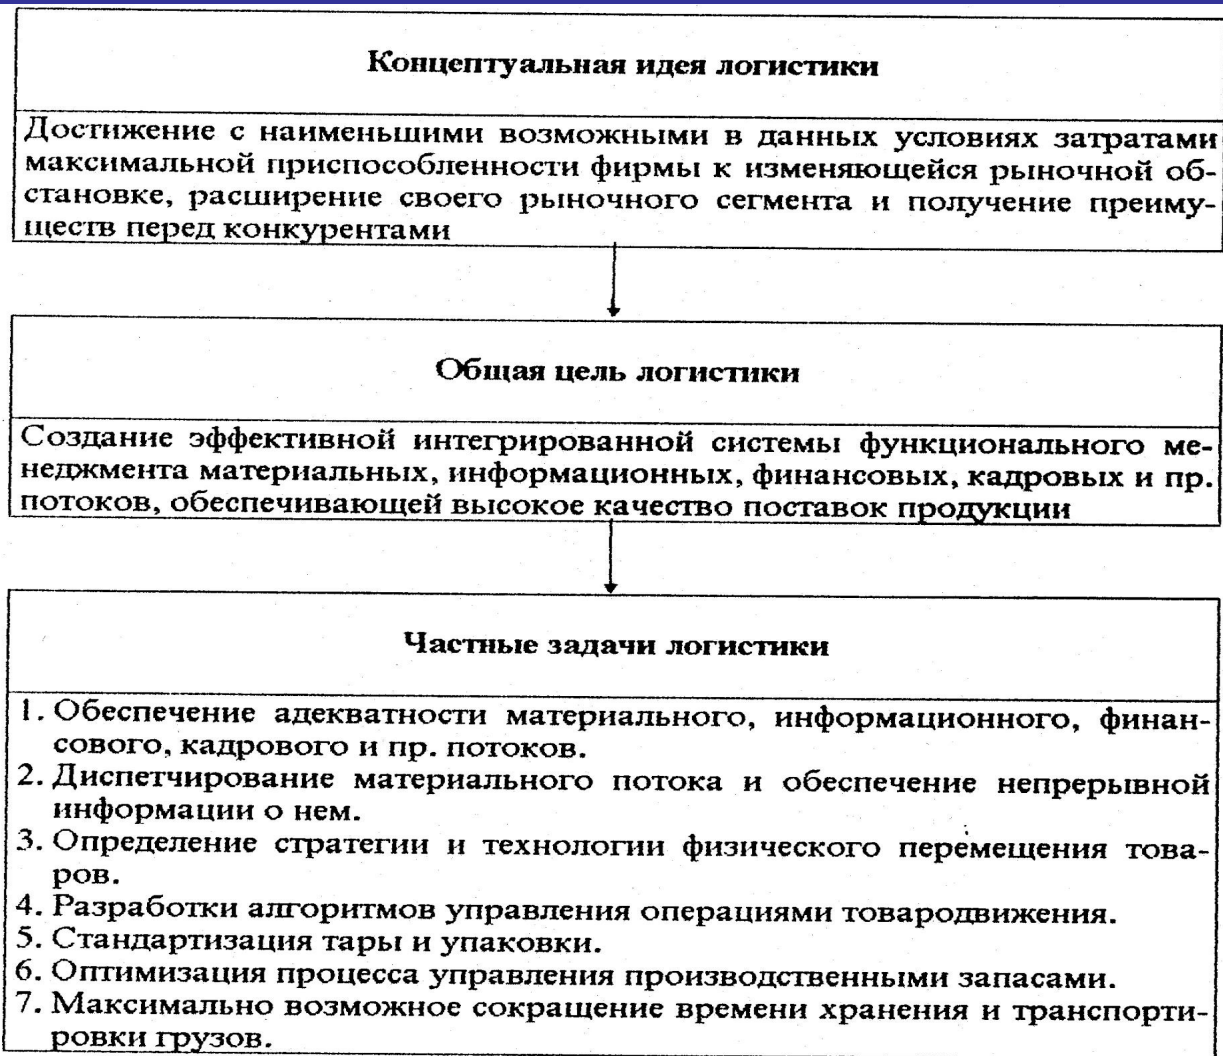 Концептуальная идея логистики
Достижение с наименьшими возможными в данных условиях затратами
максимальной приспособленности фирмы к изменяющейся рыночной об-
становке, расширение своего рыночного сегмента и получение преиму-
ществ перед конкурентами
Общая цель логистики
Создание эффективной интегрированной системы функционального ме-
неджмента материальных, информационных, финансовых, кадровых и пр.
потоков, обеспечивающей высокое качество поставок продукции
Частные задачи логистики
1. Обеспечение адекватности материального, информационного, финан-
сового, кадрового и пр. потоков.
2. Диспетчирование материального потока и обеспечение непрерывной
информации о нем.
3. Определение стратегии и технологии физического перемещения това-
ров.
4. Разработки алгоритмов управления операциями товародвижения.
5. Стандартизация тары и упаковки.
6. Оптимизация процесса управления производственными запасами.
7. Максимально возможное сокращение времени хранения и транспорти-
ровки грузов.